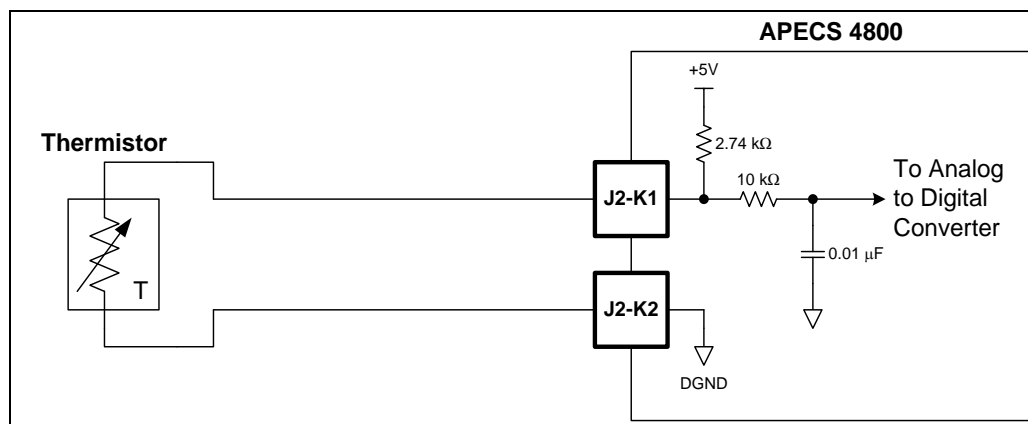 APECS 4800
+5V
Thermistor
2.74 kΩ
10 kΩ
To Analog
to Digital
Converter
J2-K1
0.01 μF
T
J2-K2
DGND